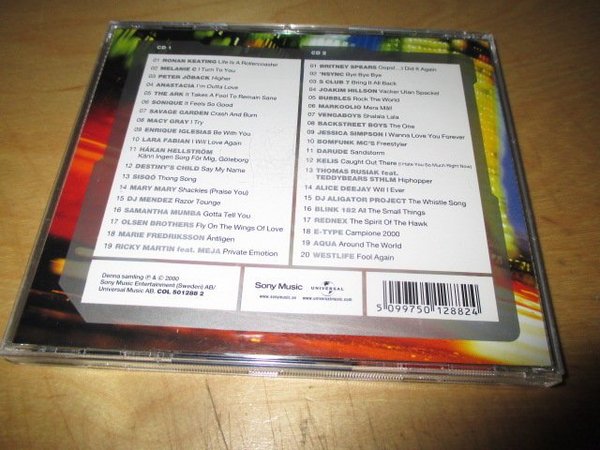 CD 1
01 RONAN KEATING Life Is A Rollercoaster
02 MELANIE C I Turn To You
03 PETER JÖBACK Higher
04 ANASTACIA I'm Outta Love
05 THE ARK It Takes A Fool To Remain Sane
06 SONIQUE It Feels So Good
07 SAVAGE GARDEN Crash And Burn
08 MACY GRAY I Try
09 ENRIQUE IGLESIAS Be With You
10 LARA FABIAN I Will Love Again
11 HÅKAN HELLSTRÖM
Känn Ingen Sorg För Mig, Göteborg
12 DESTINY'S CHILD Say My Name
13 SISQÓ Thong Song
14 MARY MARY Shackles (Praise You)
15 DJ MENDEZ Razor Tounge
16 SAMANTHA MUMBA Gotta Tell You
17 OLSEN BROTHERS Fly On The Wings Of Love
18 MARIE FREDRIKSSON Äntligen
19 RICKY MARTIN feat. MEJA Private Emotion
CD 2
01 BRITNEY SPEARS Oops!...I Did It Again
02 *NSYNC Bye Bye Bye
03 S CLUB 7 Bring It All Back
04 JOAKIM HILLSON Vacker Utan Spackel
05 BUBBLES Rock The World
06 MARKOOLIO Mera Mål!
07 VENGABOYS Shalala Lala
08 BACKSTREET BOYS The One
09 JESSICA SIMPSON I Wanna Love You Forever
10 BOMFUNK MC'S Freestyler
11 DARUDE Sandstorm
12 KELIS Caught Out There (I Hate You So Much Right Now)
13 THOMAS RUSIAK feat.
TEDDYBEARS STHLM Hiphopper
14 ALICE DEEJAY Will I Ever
15 DJ ALIGATOR PROJECT The Whistle Song
16 BLINK 182 All The Small Things
17 REDNEX The Spirit Of The Hawk
18 E-TYPE Campione 2000
19 AQUA Around The World
20 WESTLIFE Fool Again
Denna samling ℗ & © 2000
Sony Music Entertainment (Sweden) AB/
Universal Music AB. COL 501288 2
Sony Music
www.sonymusic.se
UNIVERSAL
www.universalmusic.se
5 099750 128824